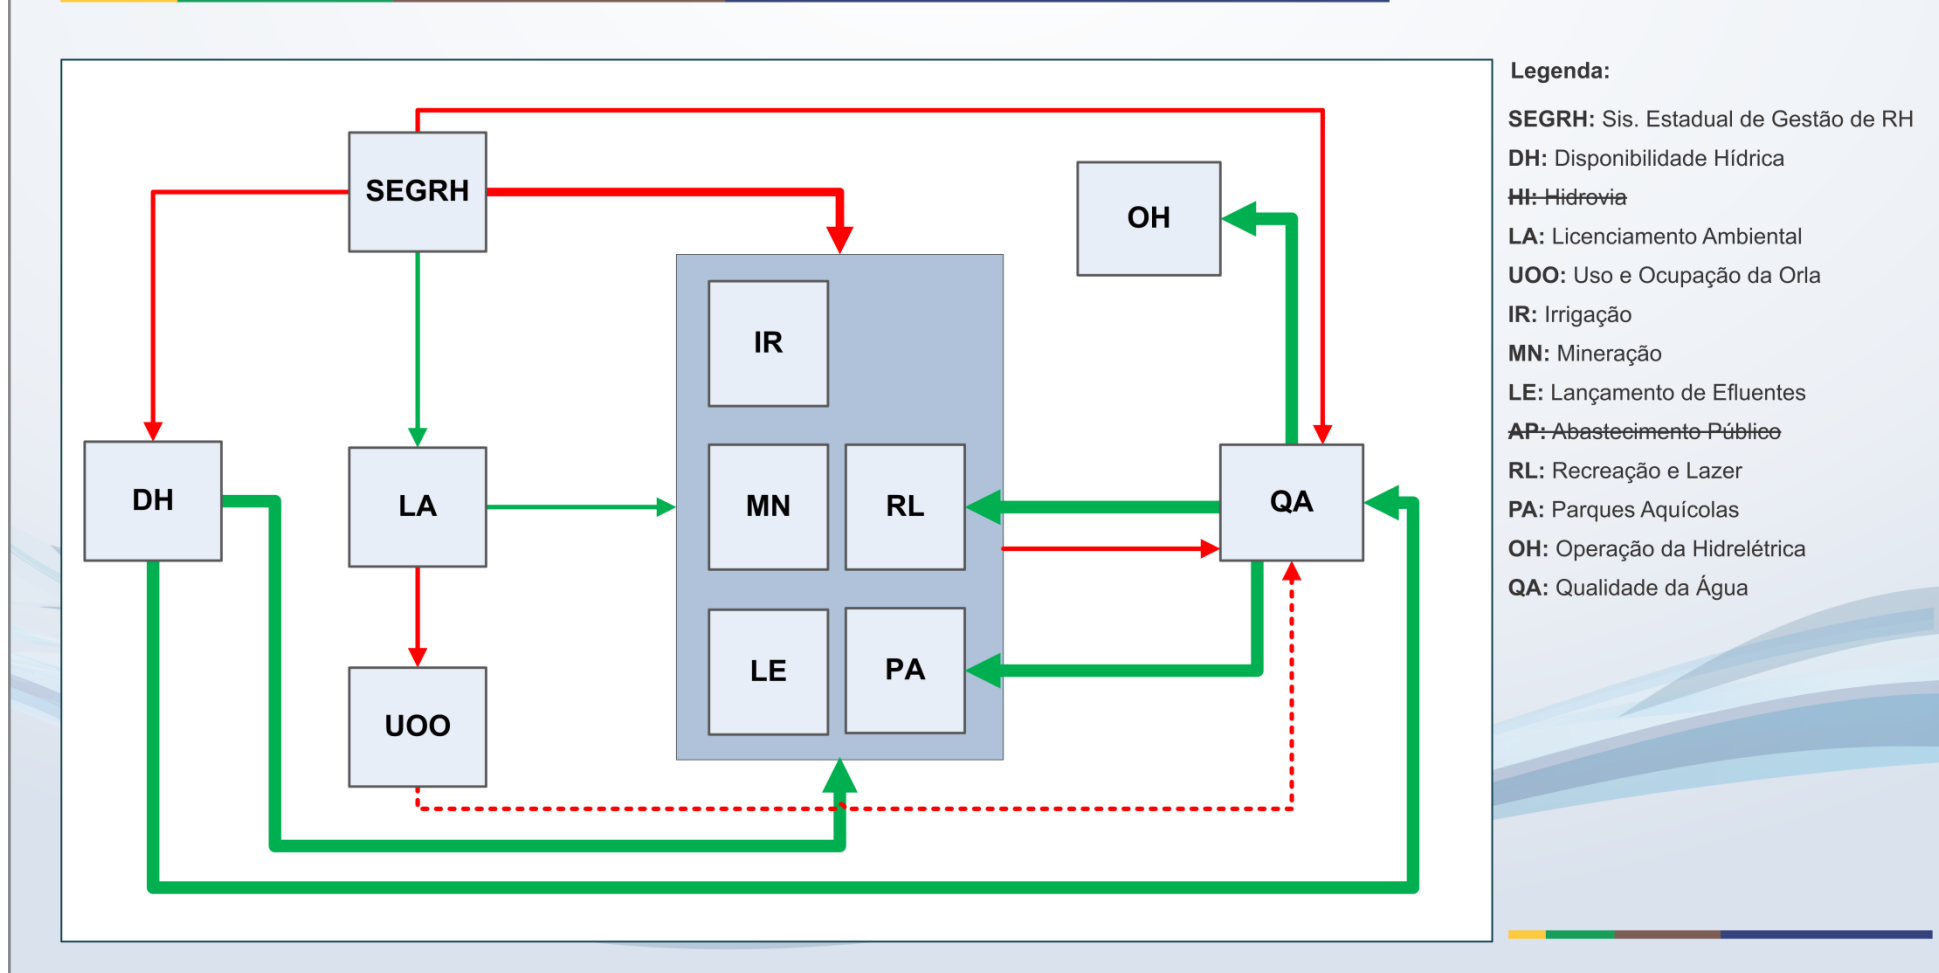 SEGRH
OH
IR
DH
LA
MN
RL
QA
LE
PA
UOO
Legenda:
SEGRH: Sis. Estadual de Gestão de RH
DH: Disponibilidade Hídrica
HI: Hidrovia
LA: Licenciamento Ambiental
UOO: Uso e Ocupação da Orla
IR: Irrigação
MN: Mineração
LE: Lançamento de Efluentes
AP: Abastecimento Público
RL: Recreação e Lazer
PA: Parques Aquícolas
OH: Operação da Hidrelétrica
QA: Qualidade da Água